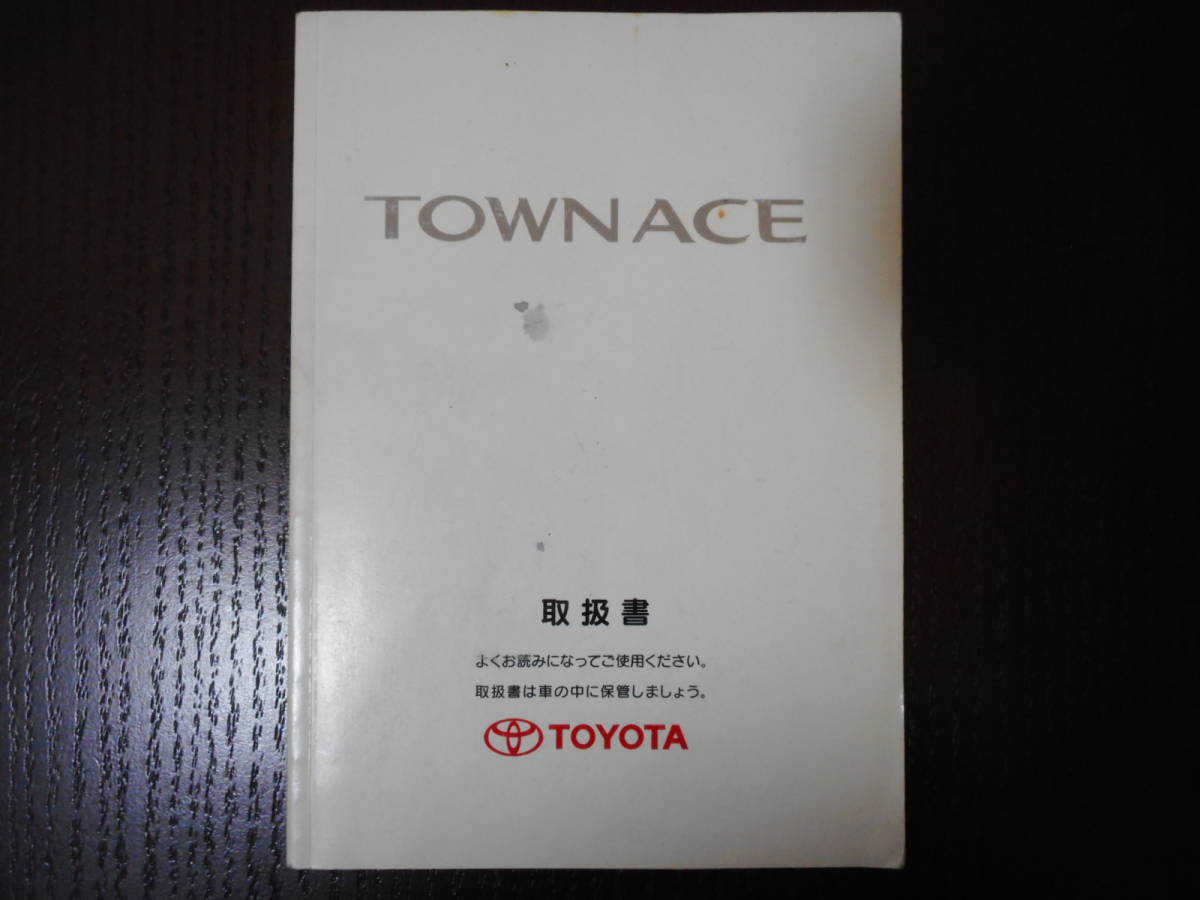 TOWNACE
取扱書
よくお読みになってご使用ください。
取扱書は車の中に保管しましょう。
TOYOTA